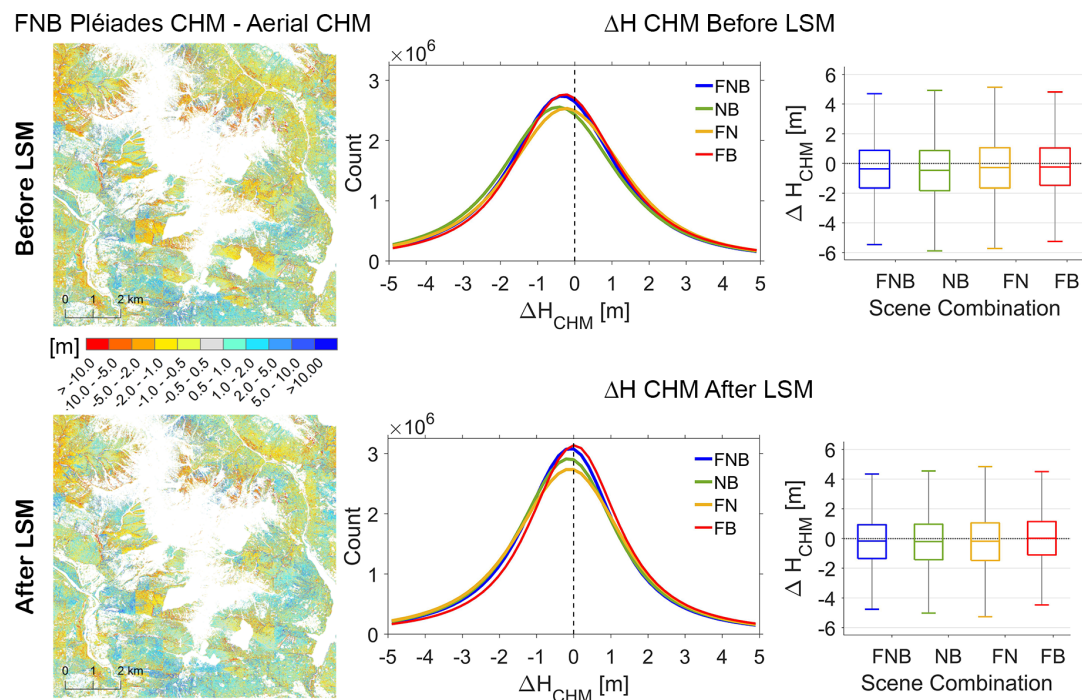 FNB Pléiades CHM - Aerial CHM
Before LSM
0 1 2 km
[m]
> -10.0
-10.0 - -5.0
-5.0 - -2.0
-2.0 - -1.0
-1.0 - -0.5
-0.5 - 0.5
0.5 - 1.0
1.0 - 2.0
2.0 - 5.0
5.0 - 10.0
>10.00
After LSM
0 1 2 km
ΔH CHM Before LSM
×10⁶
3
2
1
0
Count
-5 -4 -3 -2 -1 0 1 2 3 4 5
ΔH_CHM [m]
FNB
NB
FN
FB
6
4
2
0
-2
-4
-6
Δ H_CHM [m]
FNB NB FN FB
Scene Combination
ΔH CHM After LSM
×10⁶
3
2
1
0
Count
-5 -4 -3 -2 -1 0 1 2 3 4 5
ΔH_CHM [m]
FNB
NB
FN
FB
6
4
2
0
-2
-4
-6
Δ H_CHM [m]
FNB NB FN FB
Scene Combination